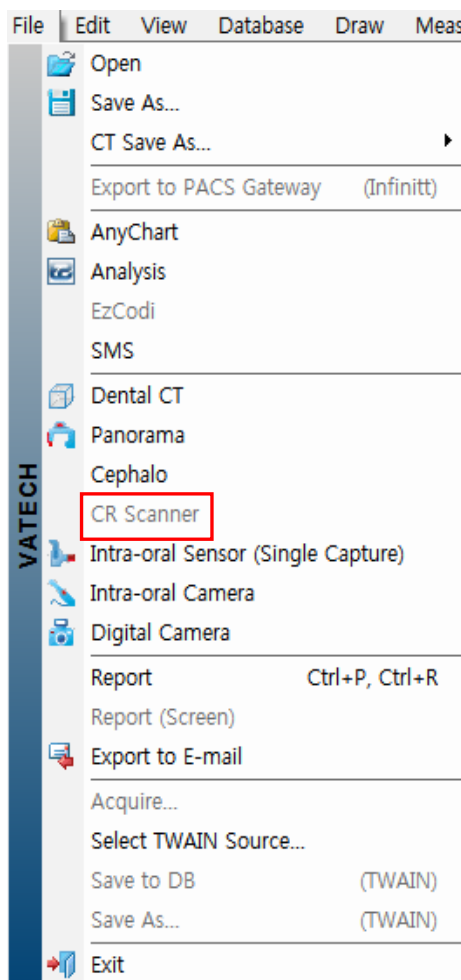 File Edit View Database Draw Meas
Open
Save As...
CT Save As...
Export to PACS Gateway (Infinitt)
AnyChart
Analysis
EzCodi
SMS
Dental CT
Panorama
Cephalo
CR Scanner
Intra-oral Sensor (Single Capture)
Intra-oral Camera
Digital Camera
Report Ctrl+P, Ctrl+R
Report (Screen)
Export to E-mail
Acquire...
Select TWAIN Source...
Save to DB (TWAIN)
Save As... (TWAIN)
Exit
VATECH